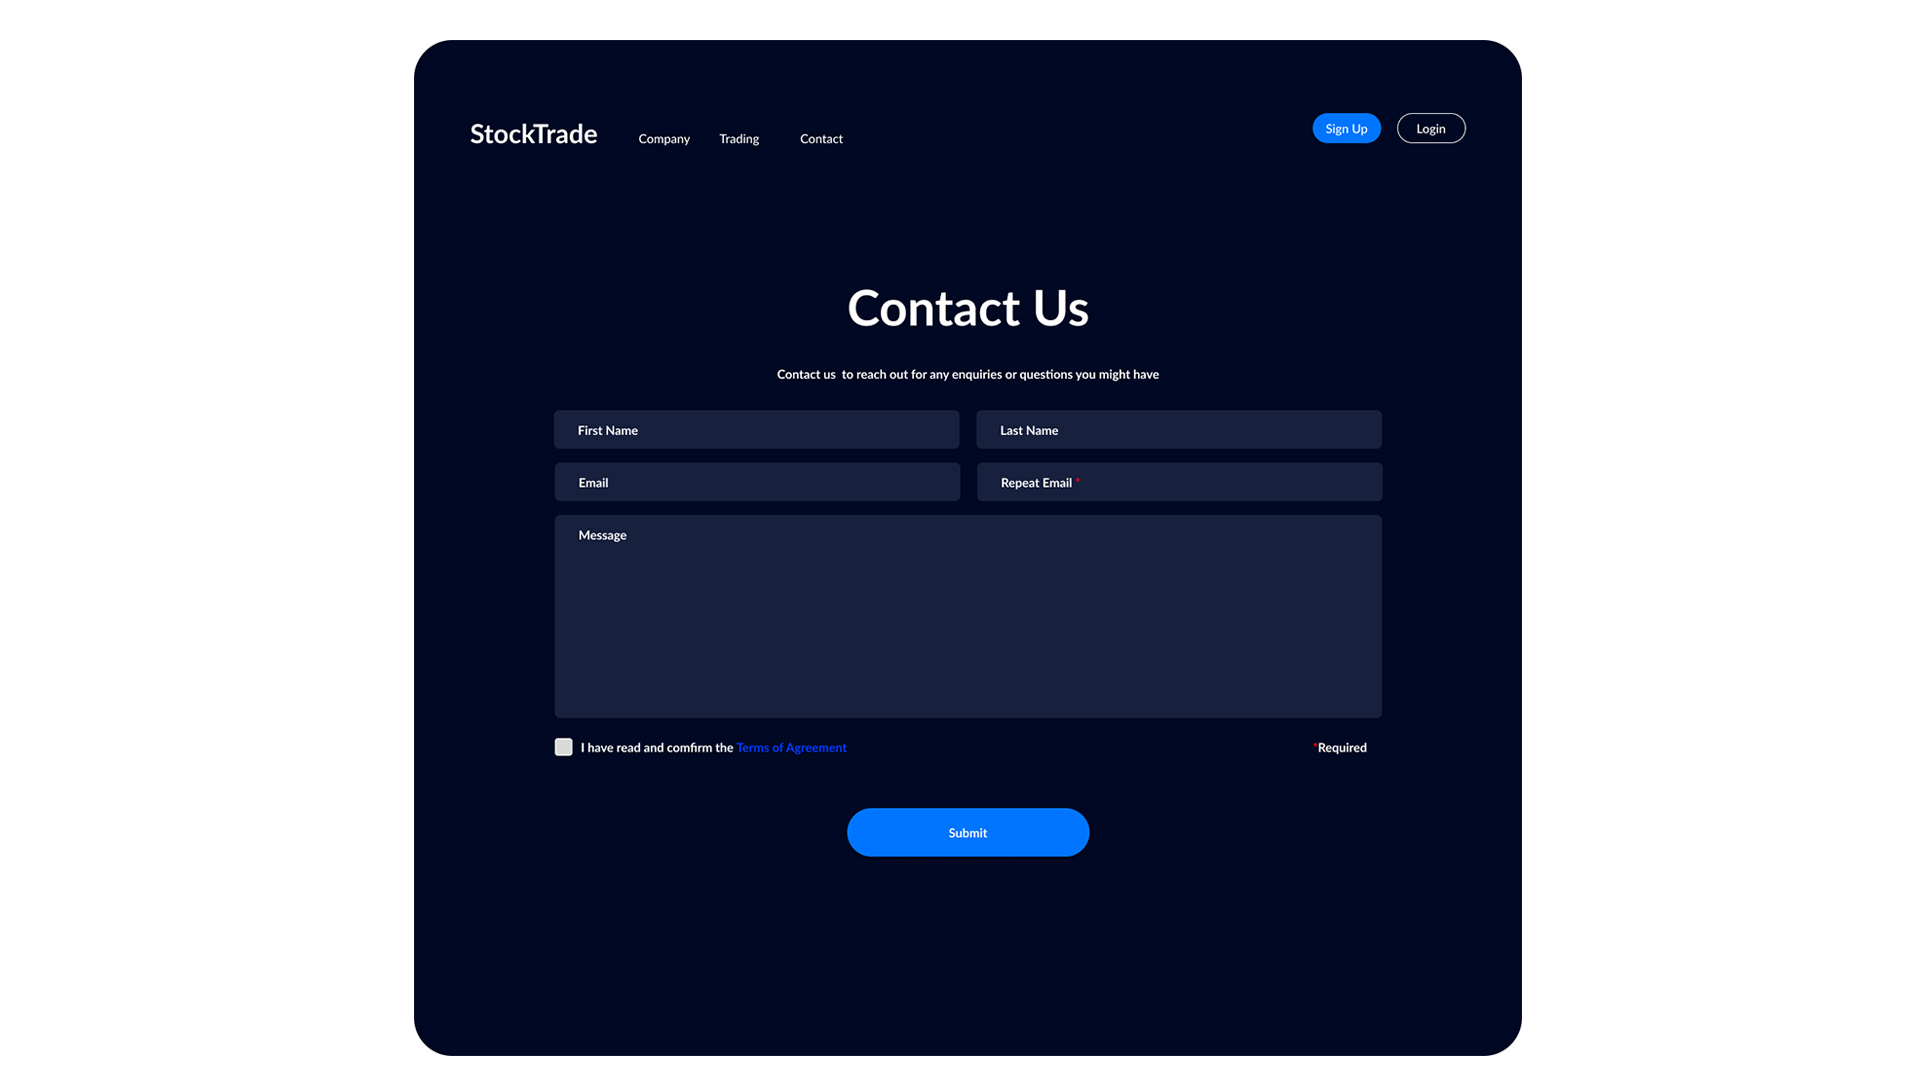 StockTrade Company Trading Contact Sign Up Login
Contact Us
Contact us  to reach out for any enquiries or questions you might have
First Name Last Name
Email Repeat Email *
Message
I have read and comfirm the Terms of Agreement *Required
Submit